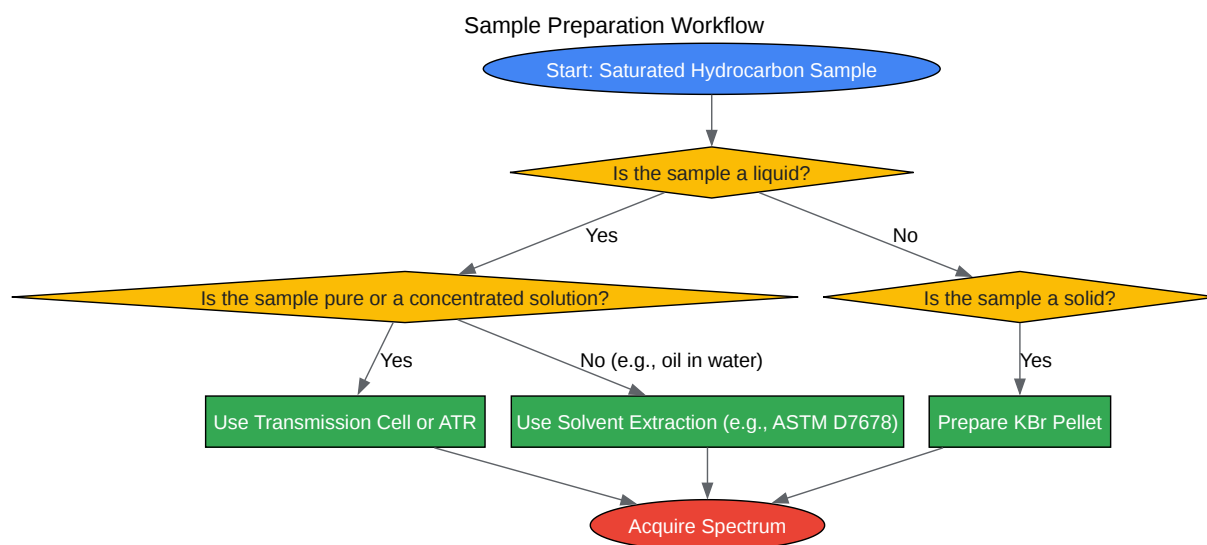 Sample Preparation Workflow
Start: Saturated Hydrocarbon Sample
Is the sample a liquid?
Yes
No
Is the sample pure or a concentrated solution?
Is the sample a solid?
Yes
No (e.g., oil in water)
Yes
Use Transmission Cell or ATR
Use Solvent Extraction (e.g., ASTM D7678)
Prepare KBr Pellet
Acquire Spectrum